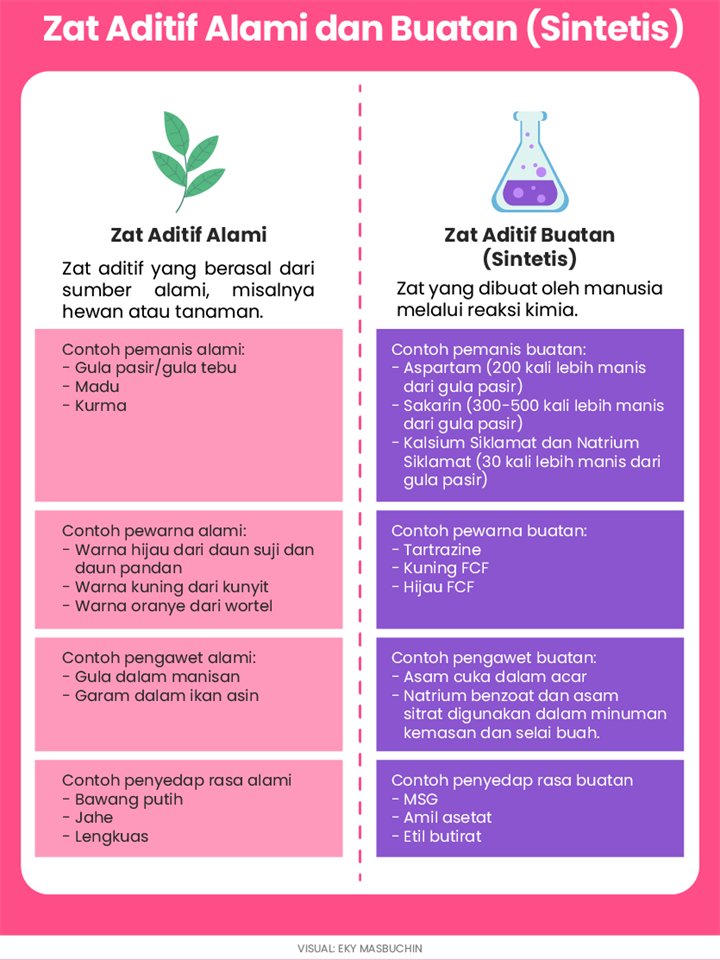 Zat Aditif Alami dan Buatan (Sintetis)
Zat Aditif Alami
Zat aditif yang berasal dari
sumber alami, misalnya
hewan atau tanaman.
Contoh pemanis alami:
- Gula pasir/gula tebu
- Madu
- Kurma
Contoh pewarna alami:
- Warna hijau dari daun suji dan
daun pandan
- Warna kuning dari kunyit
- Warna oranye dari wortel
Contoh pengawet alami:
- Gula dalam manisan
- Garam dalam ikan asin
Contoh penyedap rasa alami
- Bawang putih
- Jahe
- Lengkuas
Zat Aditif Buatan
(Sintetis)
Zat yang dibuat oleh manusia
melalui reaksi kimia.
Contoh pemanis buatan:
- Aspartam (200 kali lebih manis
dari gula pasir)
- Sakarin (300-500 kali lebih manis
dari gula pasir)
- Kalsium Siklamat dan Natrium
Siklamat (30 kali lebih manis dari
gula pasir)
Contoh pewarna buatan:
- Tartrazine
- Kuning FCF
- Hijau FCF
Contoh pengawet buatan:
- Asam cuka dalam acar
- Natrium benzoat dan asam
sitrat digunakan dalam minuman
kemasan dan selai buah.
Contoh penyedap rasa buatan
- MSG
- Amil asetat
- Etil butirat
VISUAL: EKY MASBUCHIN